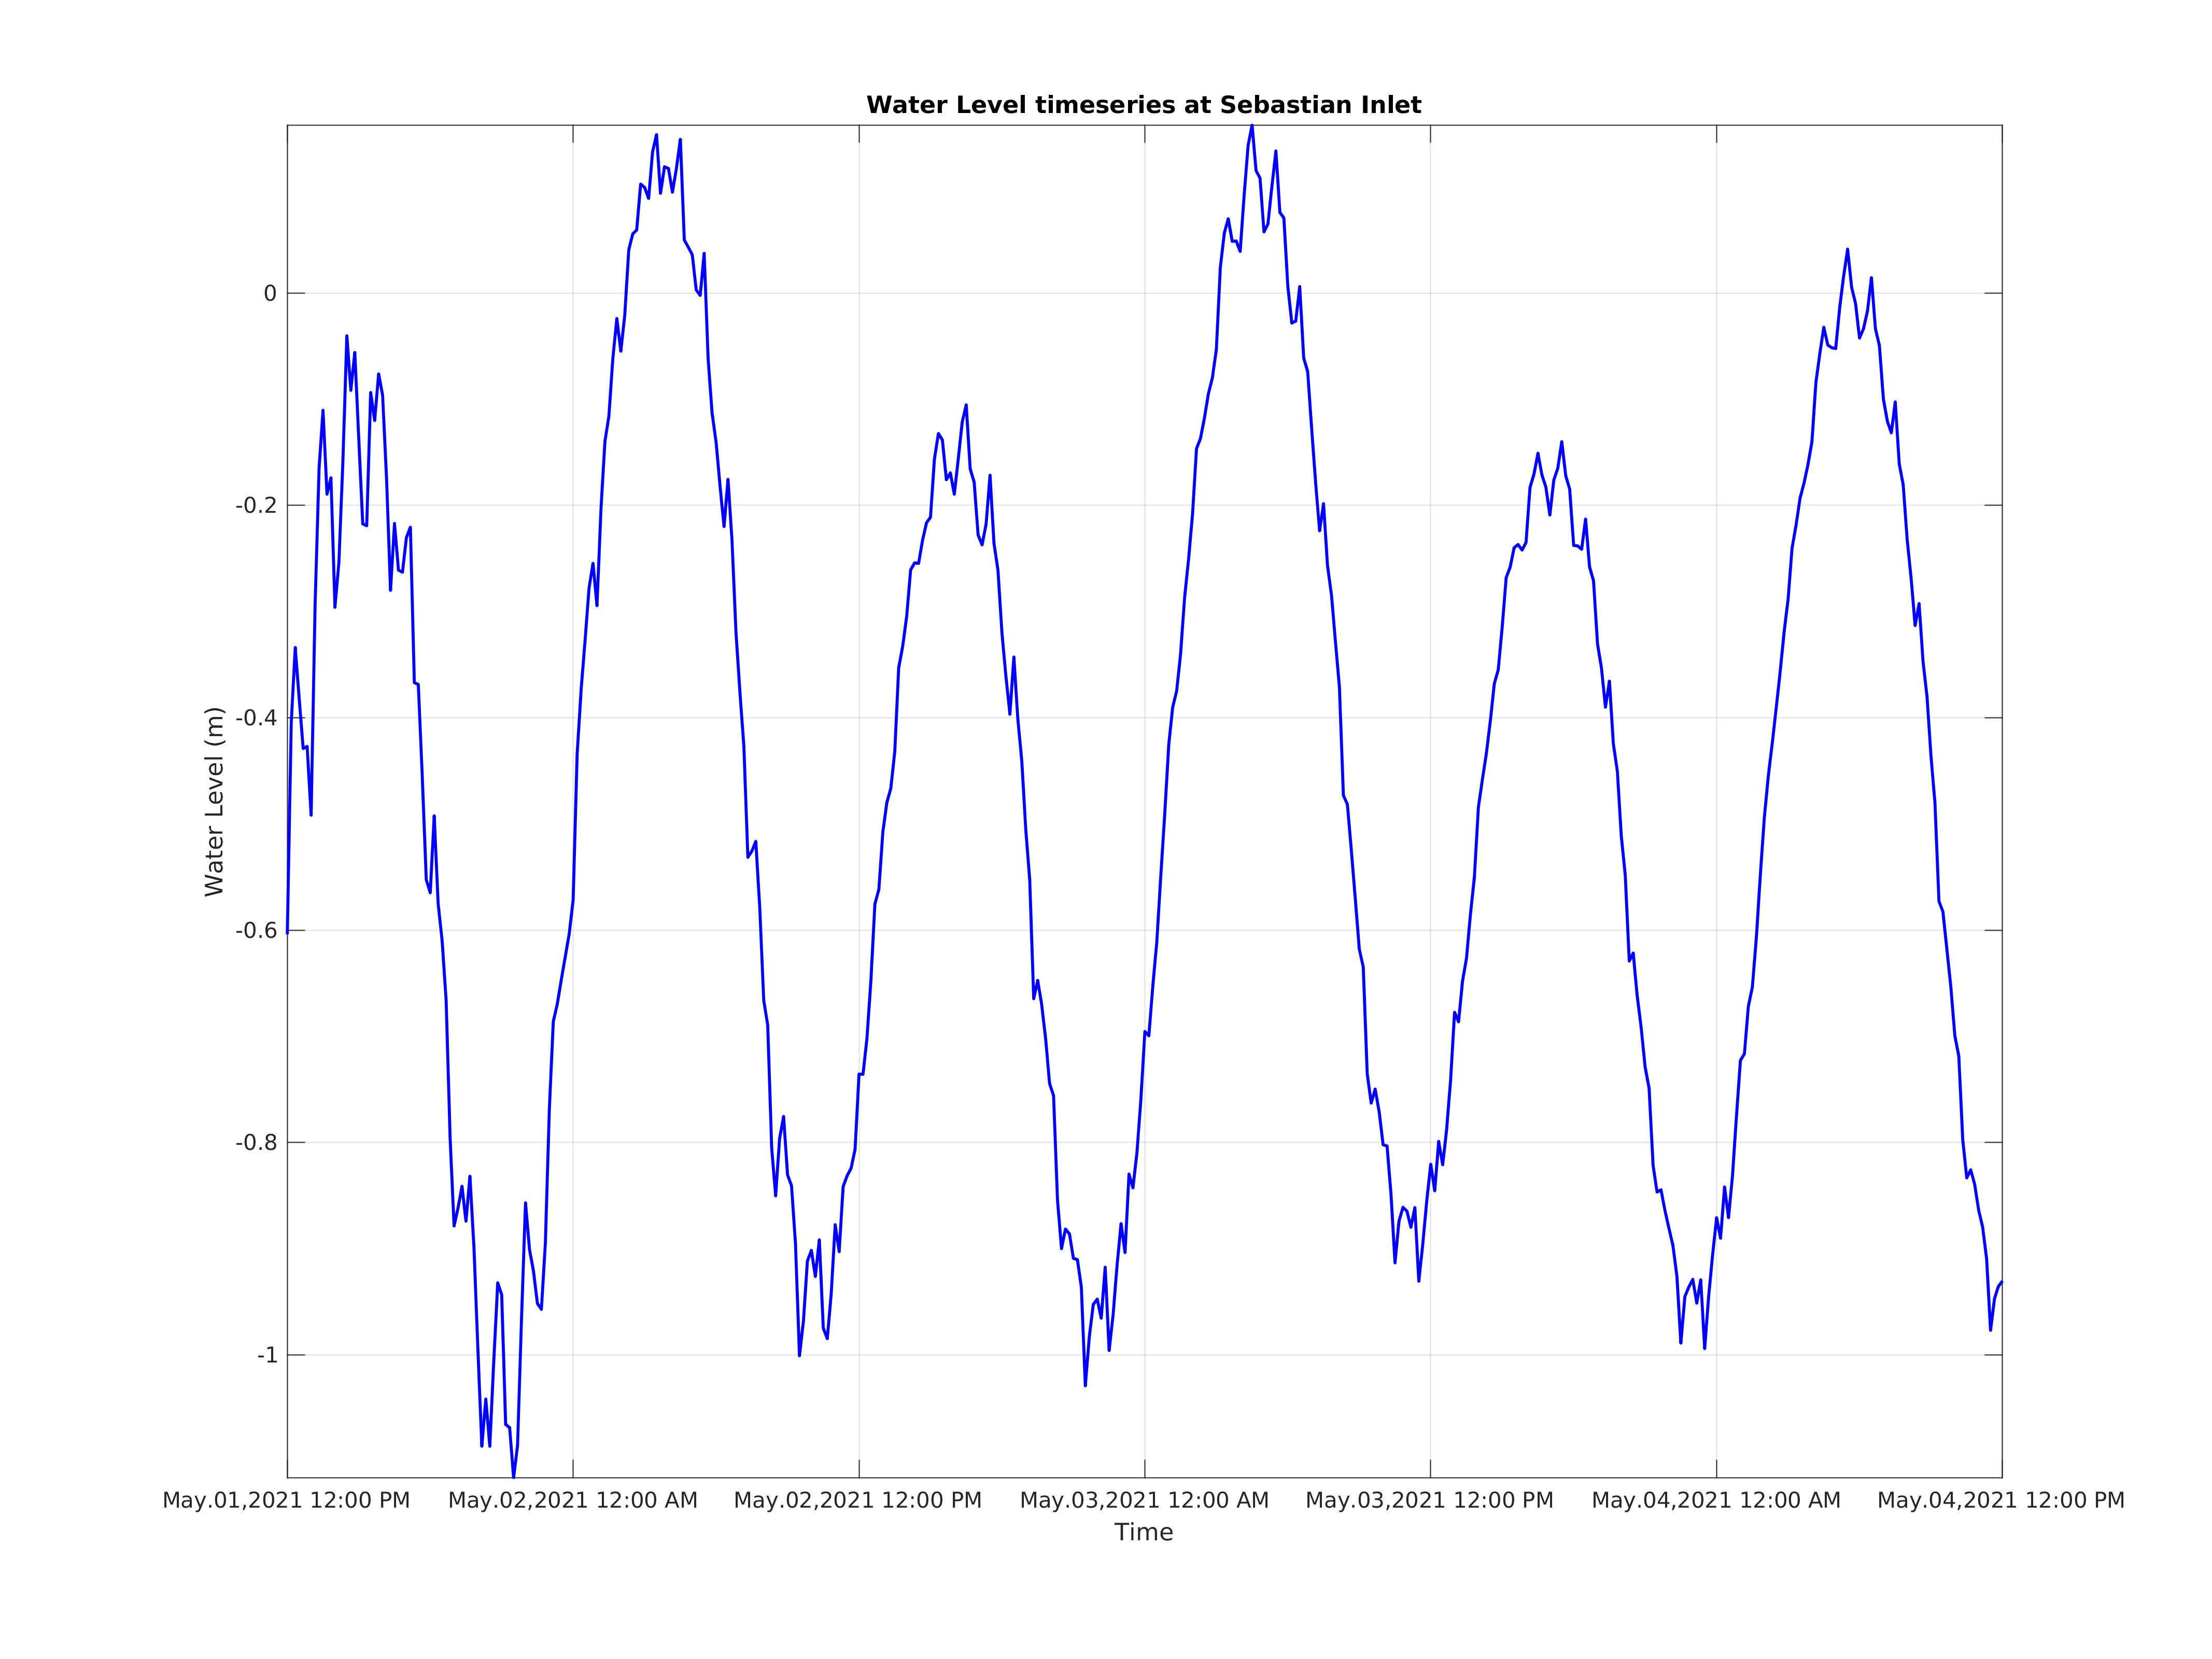 Water Level timeseries at Sebastian Inlet
0
-0.2
-0.4
-0.6
-0.8
-1
Water Level (m)
May.01,2021 12:00 PM May.02,2021 12:00 AM May.02,2021 12:00 PM May.03,2021 12:00 AM May.03,2021 12:00 PM May.04,2021 12:00 AM May.04,2021 12:00 PM
Time